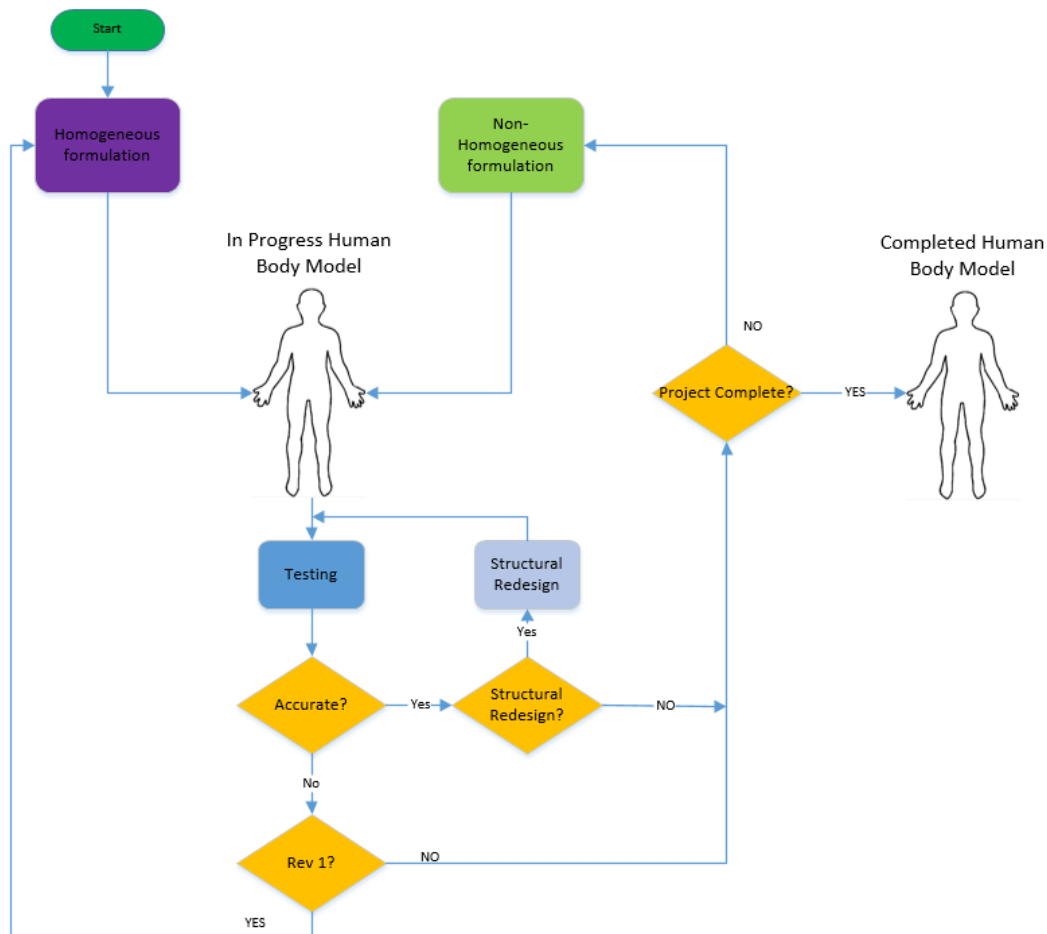 Start
Homogeneous
formulation
Non-
Homogeneous
formulation
In Progress Human
Body Model
Completed Human
Body Model
NO
Project Complete?
YES
Testing
Structural
Redesign
Yes
Accurate?
Yes
Structural
Redesign?
NO
No
Rev 1?
NO
YES